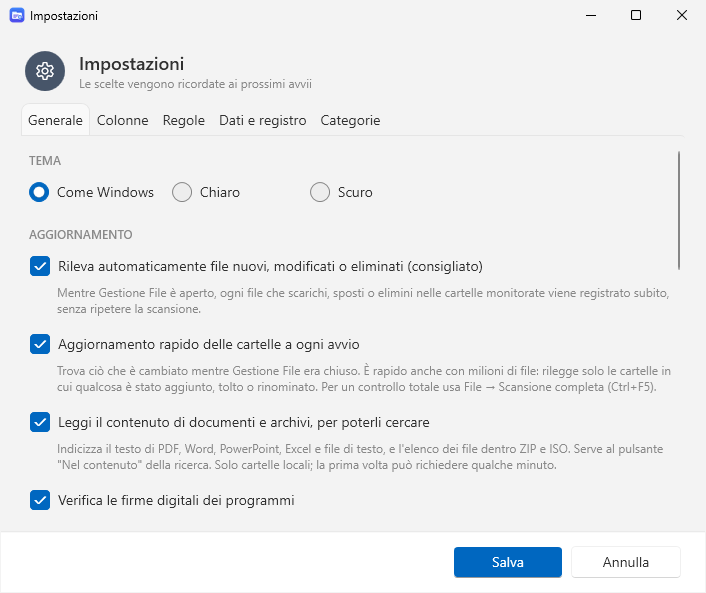 Impostazioni
Impostazioni
Le scelte vengono ricordate ai prossimi avvii
Generale Colonne Regole Dati e registro Categorie
TEMA
Come Windows Chiaro Scuro
AGGIORNAMENTO
Rileva automaticamente file nuovi, modificati o eliminati (consigliato)
Mentre Gestione File è aperto, ogni file che scarichi, sposti o elimini nelle cartelle monitorate viene registrato subito,
senza ripetere la scansione.
Aggiornamento rapido delle cartelle a ogni avvio
Trova ciò che è cambiato mentre Gestione File era chiuso. È rapido anche con milioni di file: rilegge solo le cartelle in
cui qualcosa è stato aggiunto, tolto o rinominato. Per un controllo totale usa File → Scansione completa (Ctrl+F5).
Leggi il contenuto di documenti e archivi, per poterli cercare
Indicizza il testo di PDF, Word, PowerPoint, Excel e file di testo, e l'elenco dei file dentro ZIP e ISO. Serve al pulsante
"Nel contenuto" della ricerca. Solo cartelle locali; la prima volta può richiedere qualche minuto.
Verifica le firme digitali dei programmi
Salva Annulla